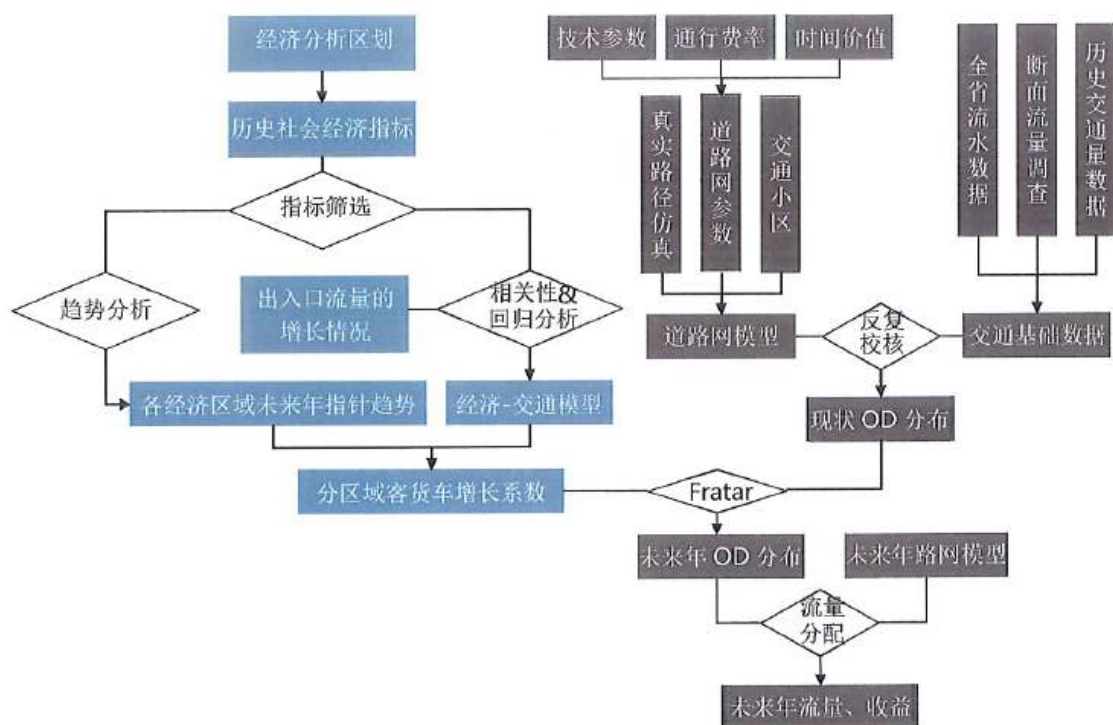 经济分析区划
历史社会经济指标
指标筛选
趋势分析
出入口流量的
增长情况
相关性&
回归分析
各经济区域未来年指针趋势
经济-交通模型
分区域客货车增长系数
技术参数
通行费率
时间价值
真实路径仿真
道路网参数
交通小区
道路网模型
全省流水数据
断面流量调查
历史交通量数据
交通基础数据
反复
校核
现状 OD 分布
Fratar
未来年 OD 分布
未来年路网模型
流量
分配
未来年流量、收益